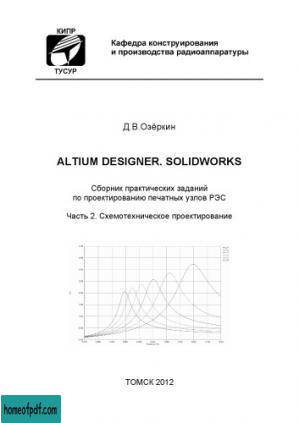 КИПР
ТУСУР
Кафедра конструирования
и производства радиоаппаратуры
Д.В.Озёркин
ALTIUM DESIGNER. SOLIDWORKS
Сборник практических заданий
по проектированию печатных узлов РЭС
Часть 2. Схемотехническое проектирование
ТОМСК 2012
homeofpdf.com